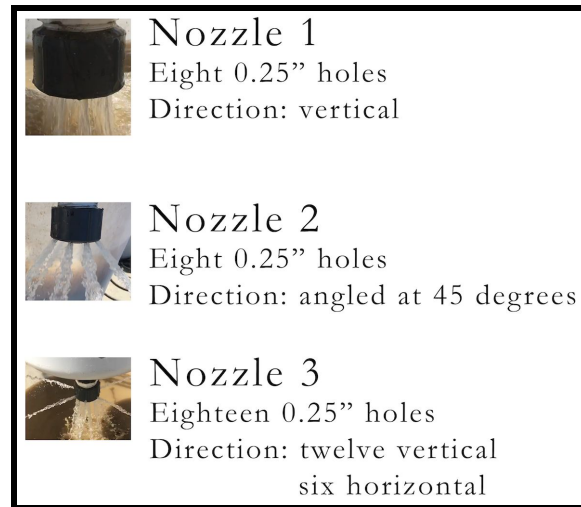 Nozzle 1
Eight 0.25” holes
Direction: vertical
Nozzle 2
Eight 0.25” holes
Direction: angled at 45 degrees
Nozzle 3
Eighteen 0.25” holes
Direction: twelve vertical
six horizontal